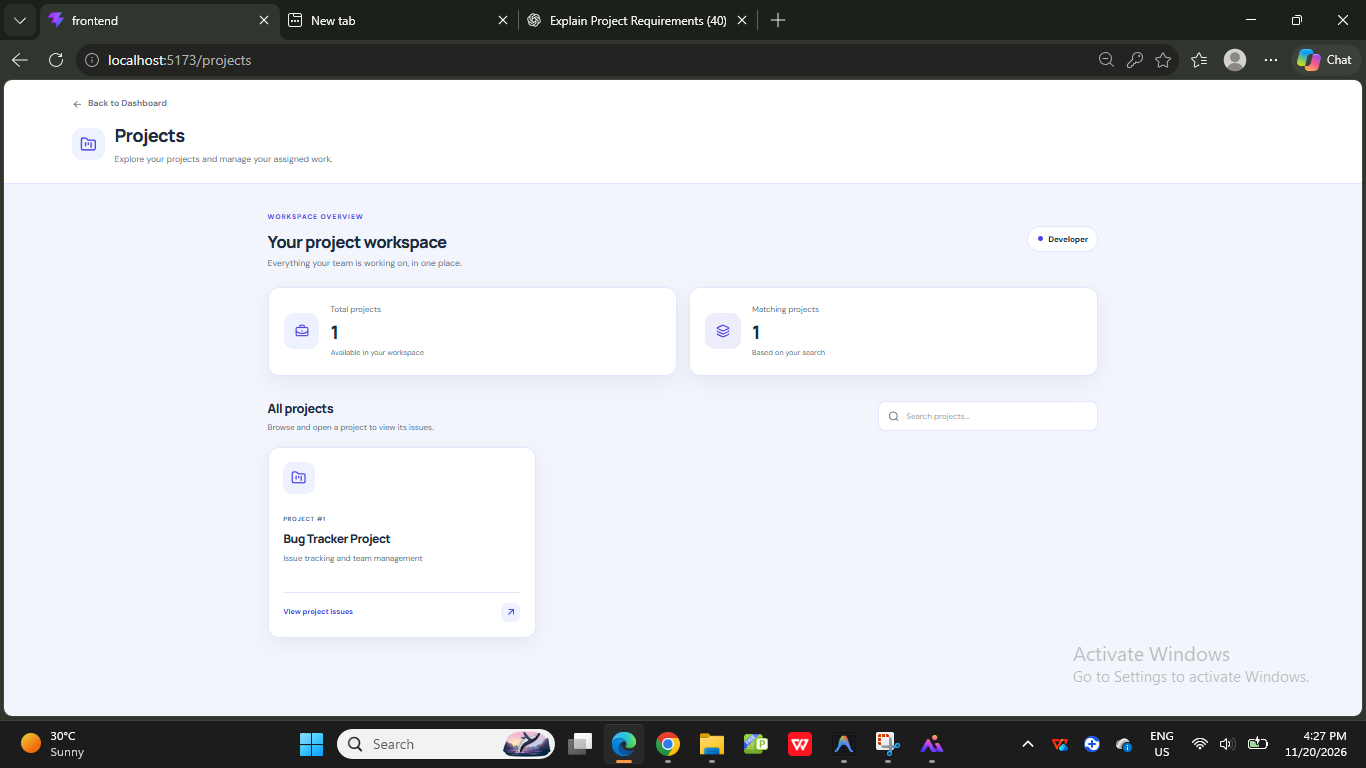 frontend
New tab
Explain Project Requirements (40)
localhost:5173/projects
Chat
Back to Dashboard
Projects
Explore your projects and manage your assigned work.
WORKSPACE OVERVIEW
Your project workspace
Everything your team is working on, in one place.
Developer
Total projects
1
Available in your workspace
Matching projects
1
Based on your search
All projects
Browse and open a project to view its issues.
Search projects...
PROJECT #1
Bug Tracker Project
Issue tracking and team management
View project issues
Activate Windows
Go to Settings to activate Windows.
30°C
Sunny
Search
ENG
US
4:27 PM
11/20/2026